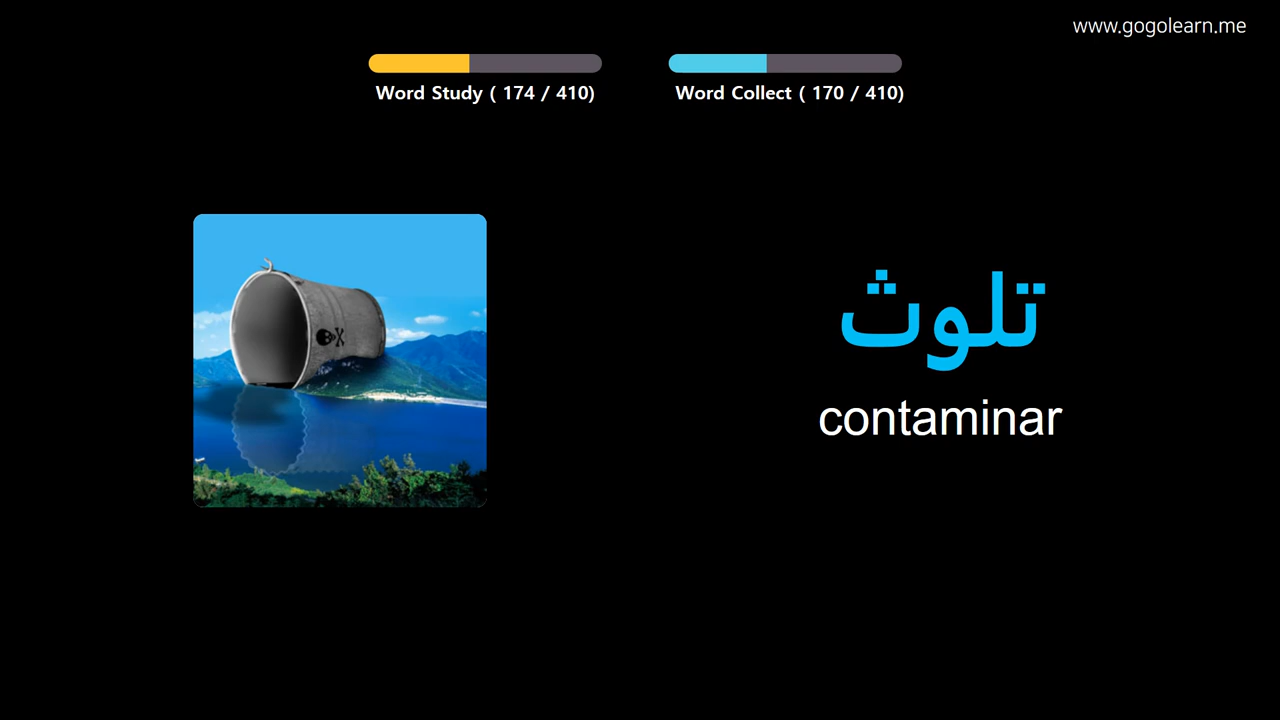 www.gogolearn.me
Word Study ( 174 / 410)
Word Collect ( 170 / 410)
تلوث
contaminar